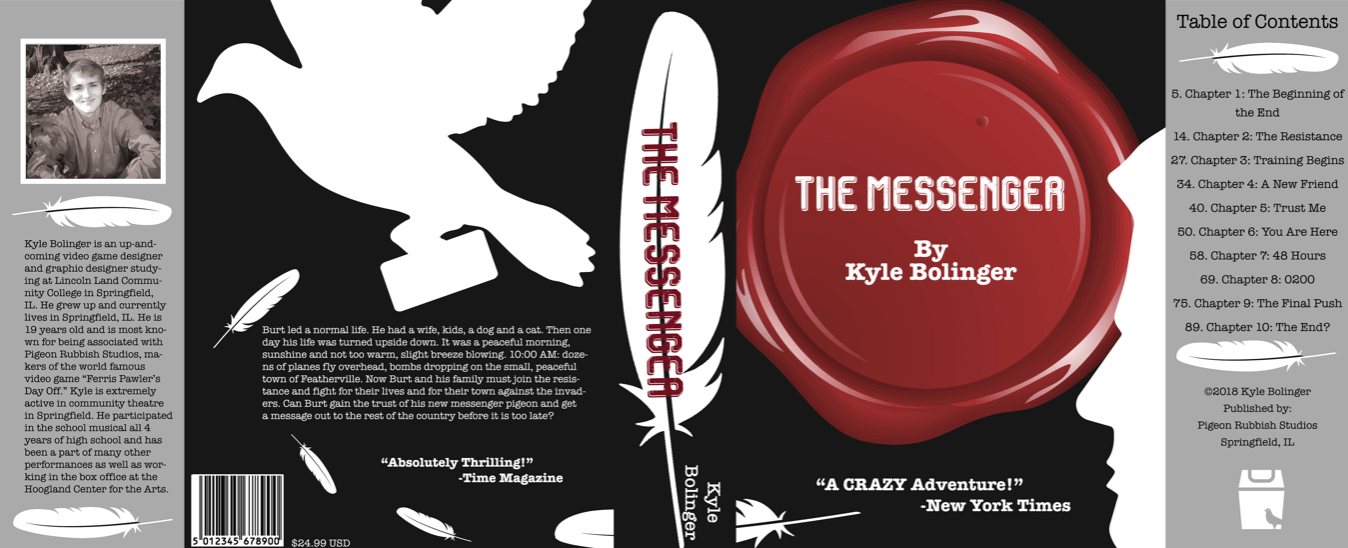 Kyle Bolinger is an up-and-
coming video game designer
and graphic designer study-
ing at Lincoln Land Commu-
nity College in Springfield,
IL. He grew up and currently
lives in Springfield, IL. He is
19 years old and is most kno-
wn for being associated with
Pigeon Rubbish Studios, ma-
kers of the world famous
video game “Ferris Pawler’s
Day Off.” Kyle is extremely
active in community theatre
in Springfield. He participated
in the school musical all 4
years of high school and has
been a part of many other
performances as well as wor-
king in the box office at the
Hoogland Center for the Arts.
Burt led a normal life. He had a wife, kids, a dog and a cat. Then one
day his life was turned upside down. It was a peaceful morning,
sunshine and not too warm, slight breeze blowing. 10:00 AM: doze-
ns of planes fly overhead, bombs dropping on the small, peaceful
town of Featherville. Now Burt and his family must join the resis-
tance and fight for their lives and for their town against the invad-
ers. Can Burt gain the trust of his new messenger pigeon and get
a message out to the rest of the country before it is too late?
“Absolutely Thrilling!”
-Time Magazine
5 012345 678900
$24.99 USD
THE MESSENGER
Kyle
Bolinger
THE MESSENGER
By
Kyle Bolinger
“A CRAZY Adventure!”
-New York Times
Table of Contents
5. Chapter 1: The Beginning of
the End
14. Chapter 2: The Resistance
27. Chapter 3: Training Begins
34. Chapter 4: A New Friend
40. Chapter 5: Trust Me
50. Chapter 6: You Are Here
58. Chapter 7: 48 Hours
69. Chapter 8: 0200
75. Chapter 9: The Final Push
89. Chapter 10: The End?
©2018 Kyle Bolinger
Published by:
Pigeon Rubbish Studios
Springfield, IL